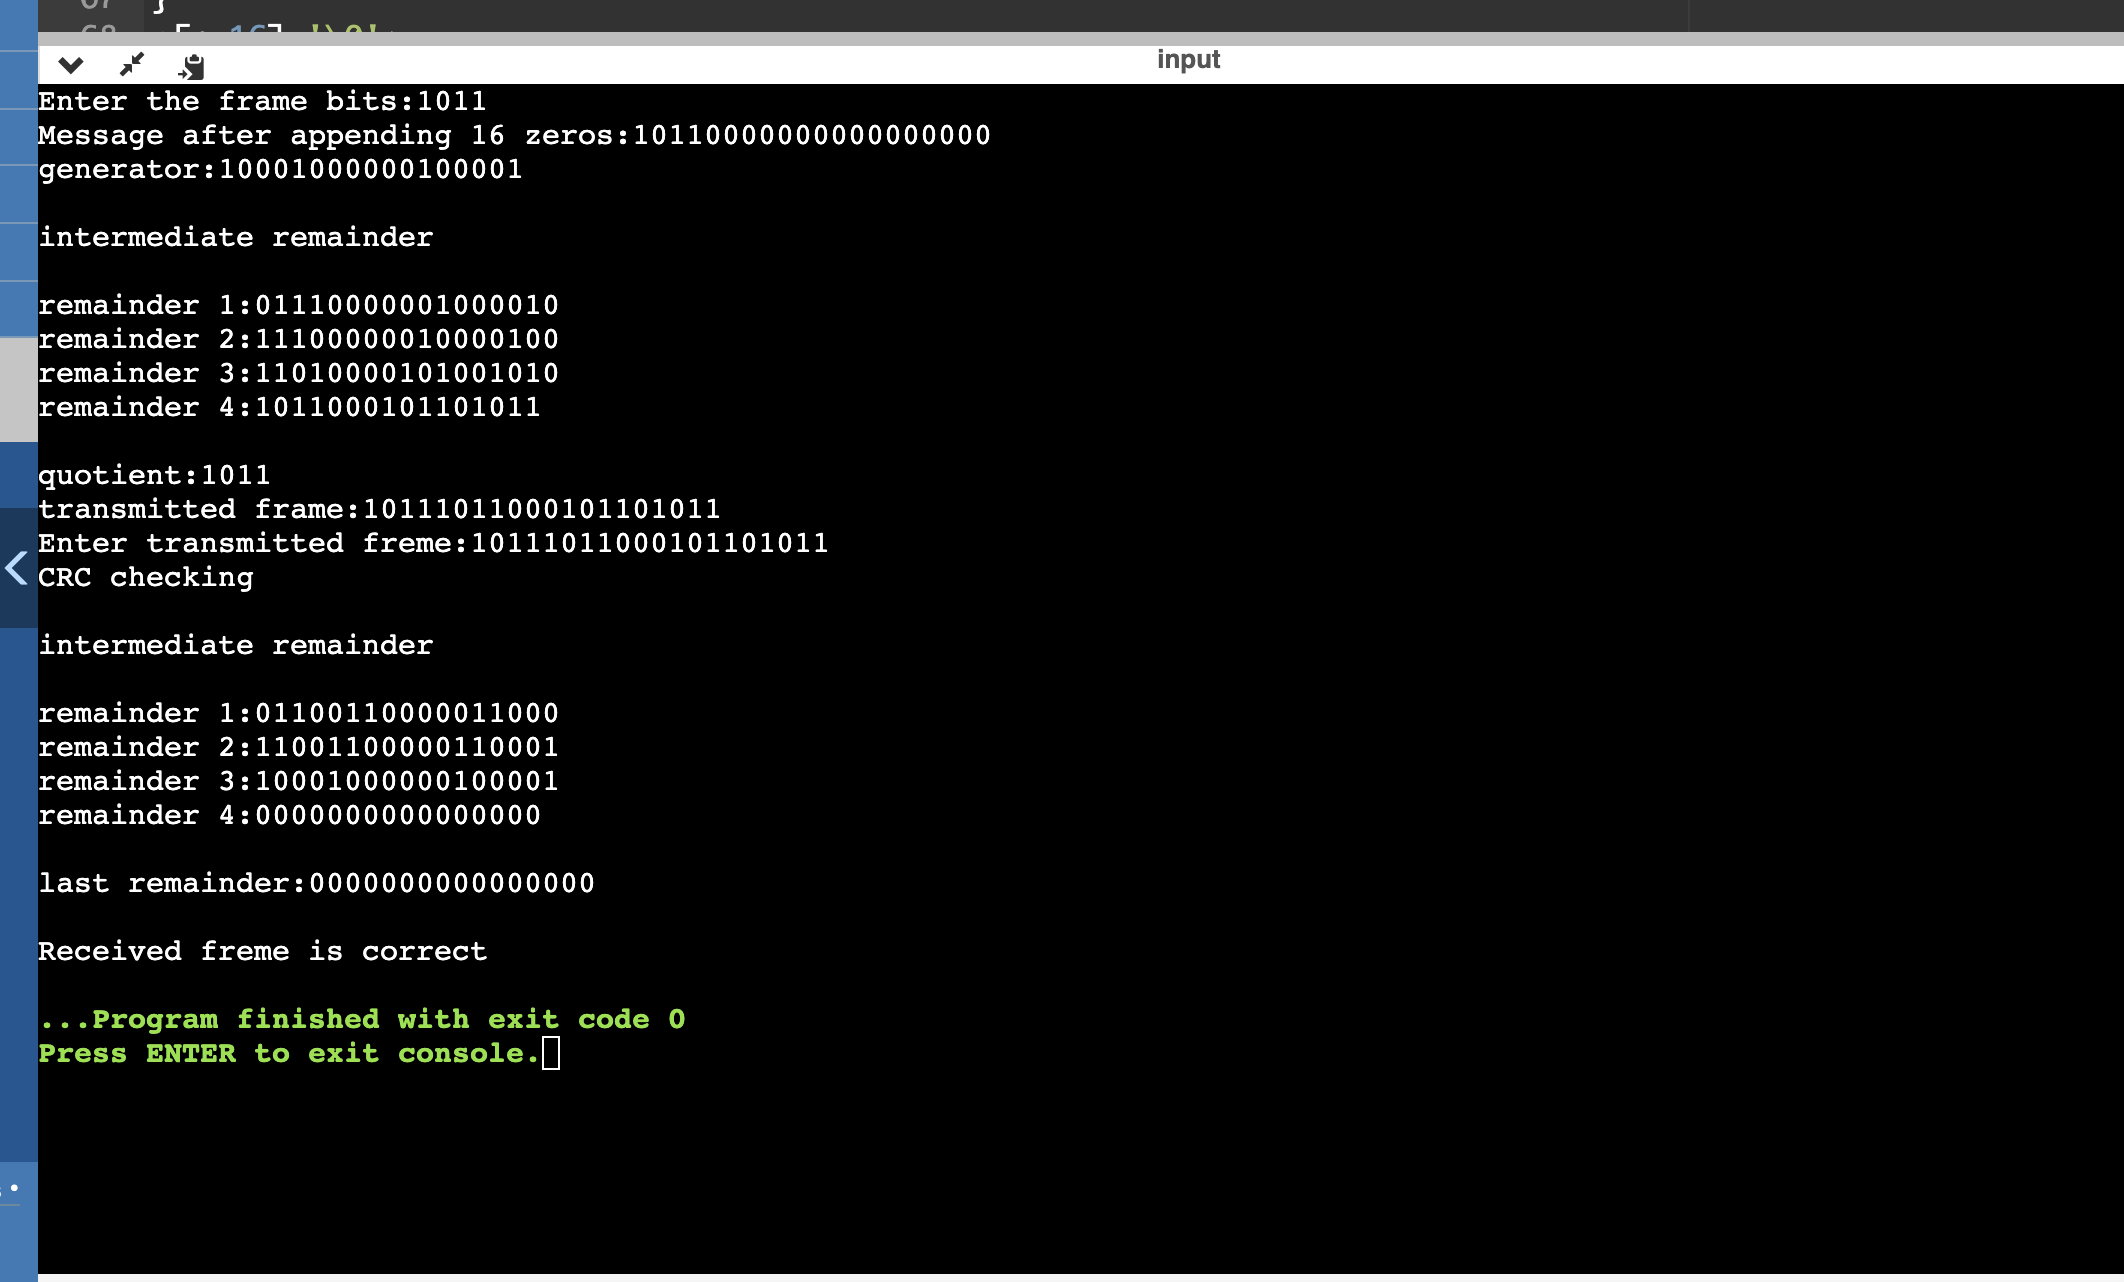 67 }
input
Enter the frame bits:1011
Message after appending 16 zeros:10110000000000000000
generator:10001000000100001
intermediate remainder
remainder 1:01110000001000010
remainder 2:11100000010000100
remainder 3:11010000101001010
remainder 4:1011000101101011
quotient:1011
transmitted frame:10111011000101101011
Enter transmitted freme:10111011000101101011
CRC checking
intermediate remainder
remainder 1:01100110000011000
remainder 2:11001100000110001
remainder 3:10001000000100001
remainder 4:0000000000000000
last remainder:0000000000000000
Received freme is correct
...Program finished with exit code 0
Press ENTER to exit console.